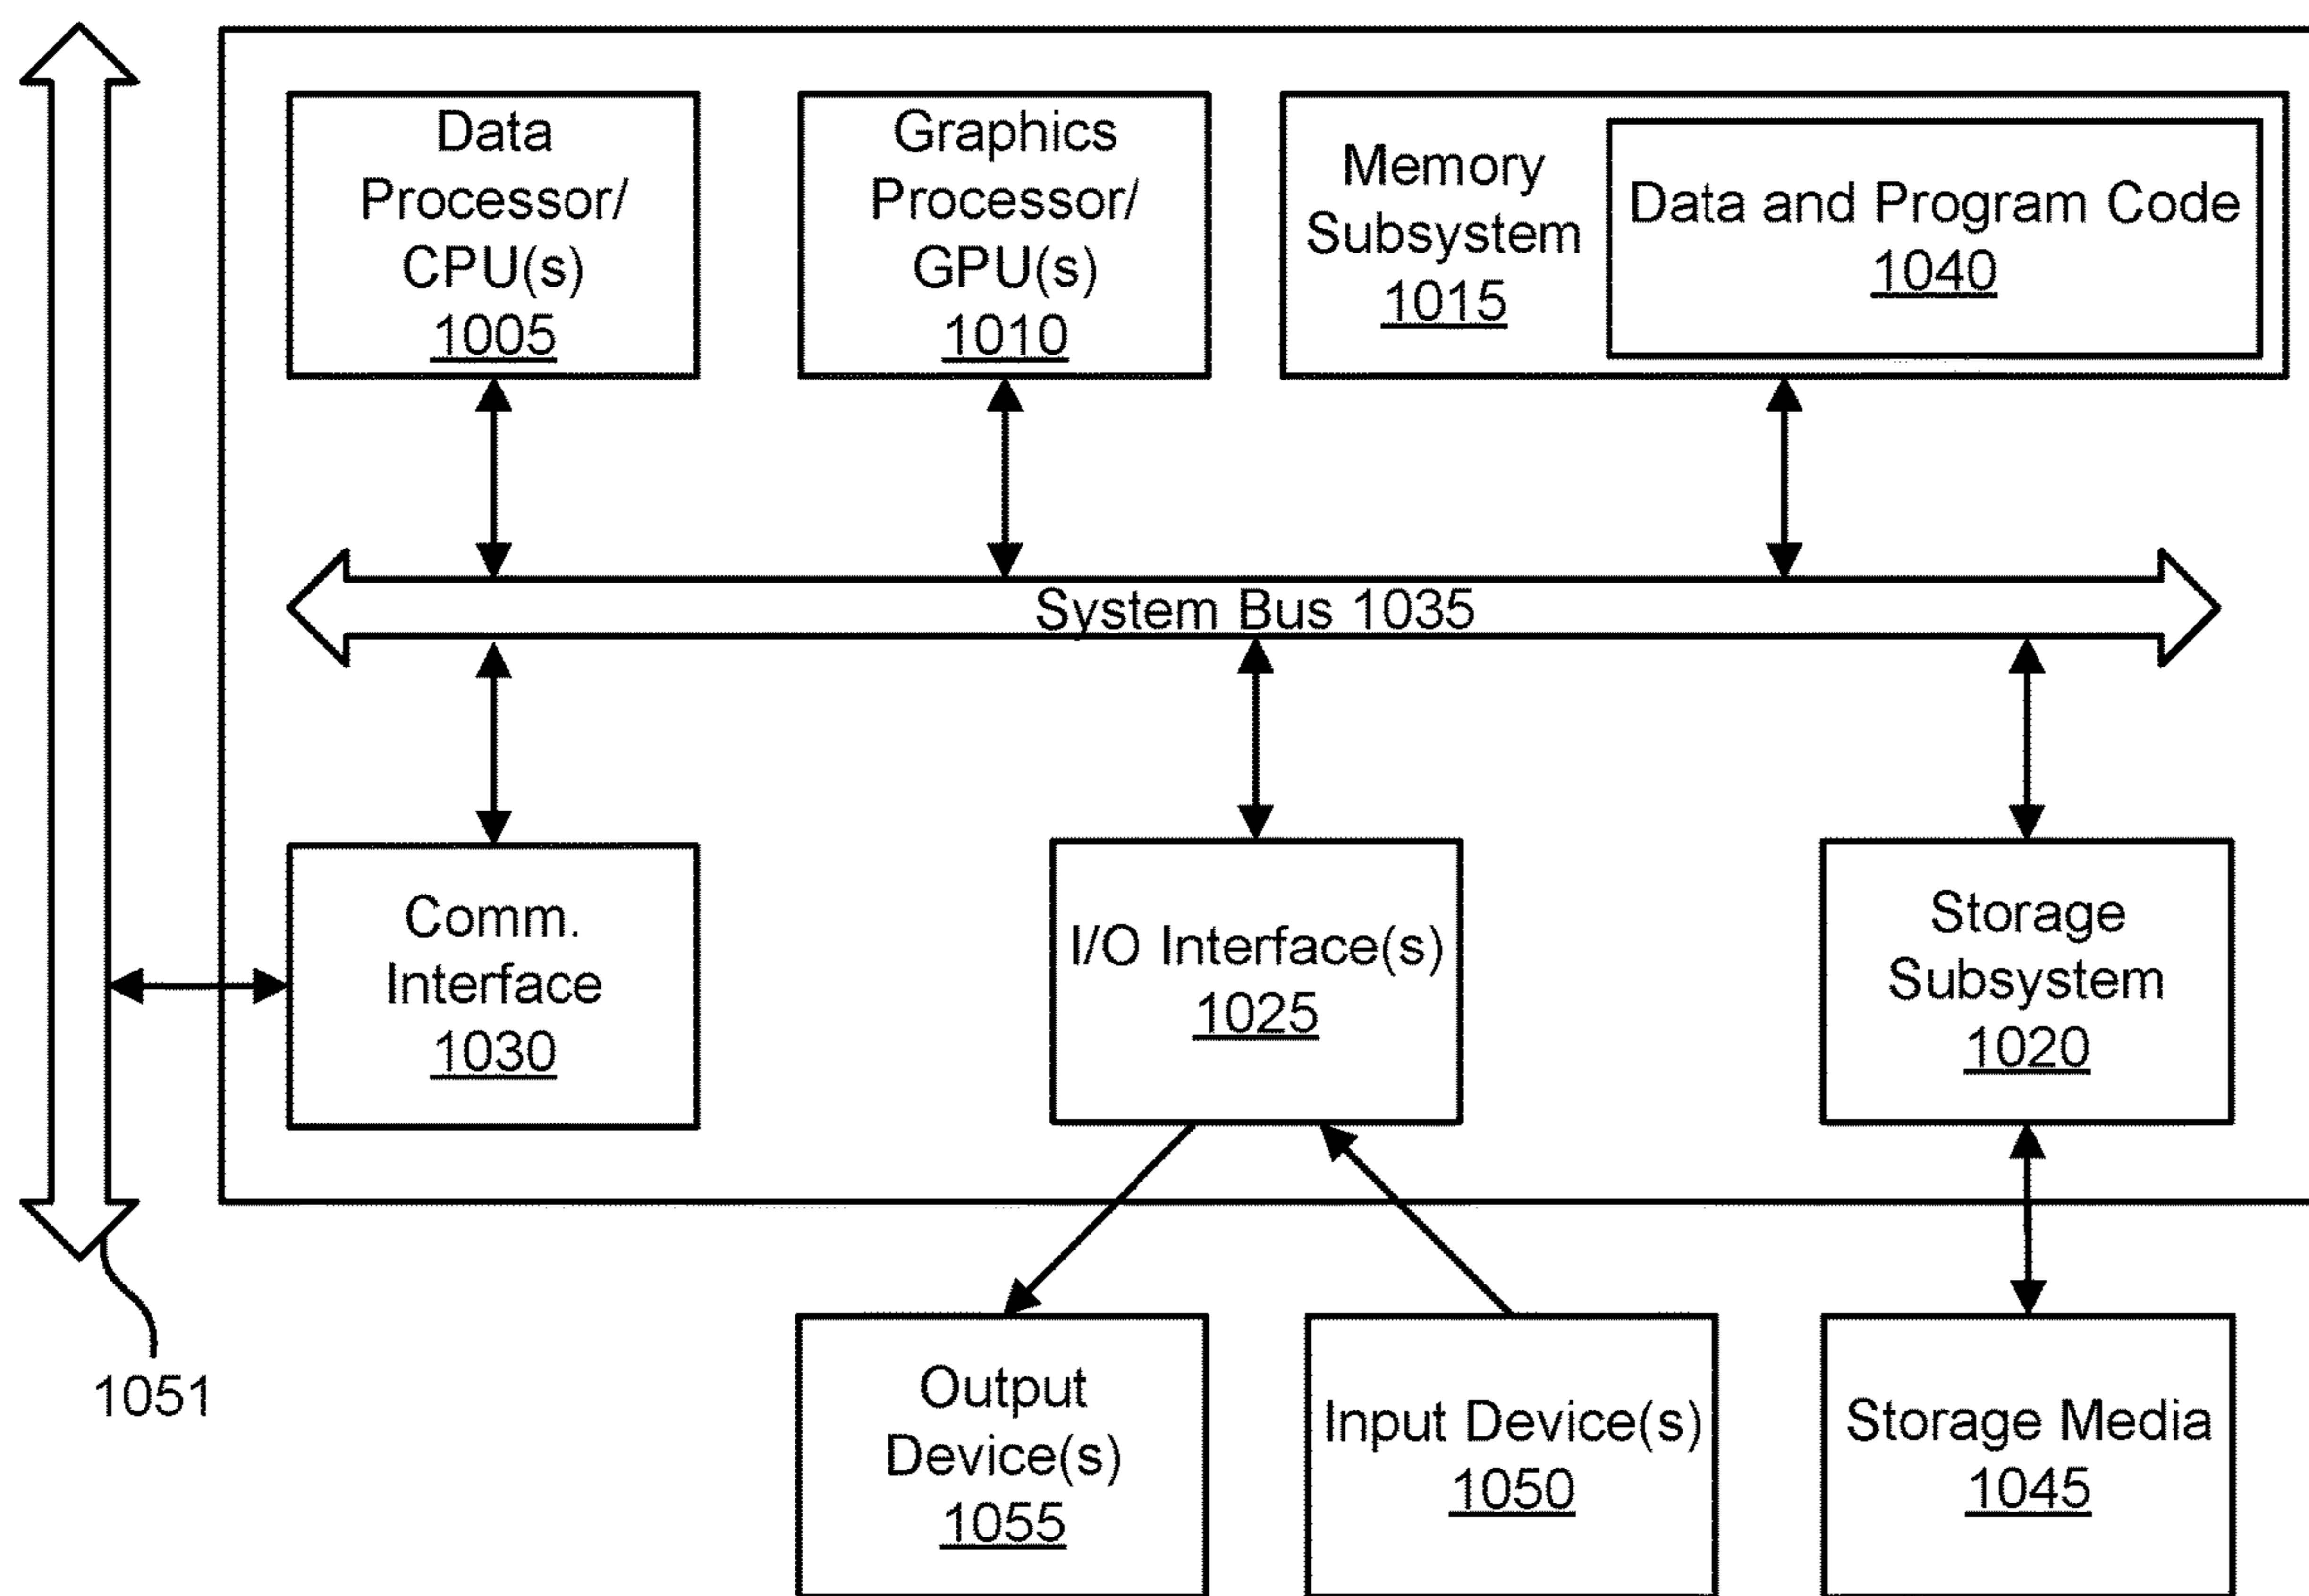 Data
Processor/
CPU(s)
1005
Graphics
Processor/
GPU(s)
1010
Memory
Subsystem
1015
Data and Program Code
1040
System Bus 1035
Comm.
Interface
1030
I/O Interface(s)
1025
Storage
Subsystem
1020
1051
Output
Device(s)
1055
Input Device(s)
1050
Storage Media
1045